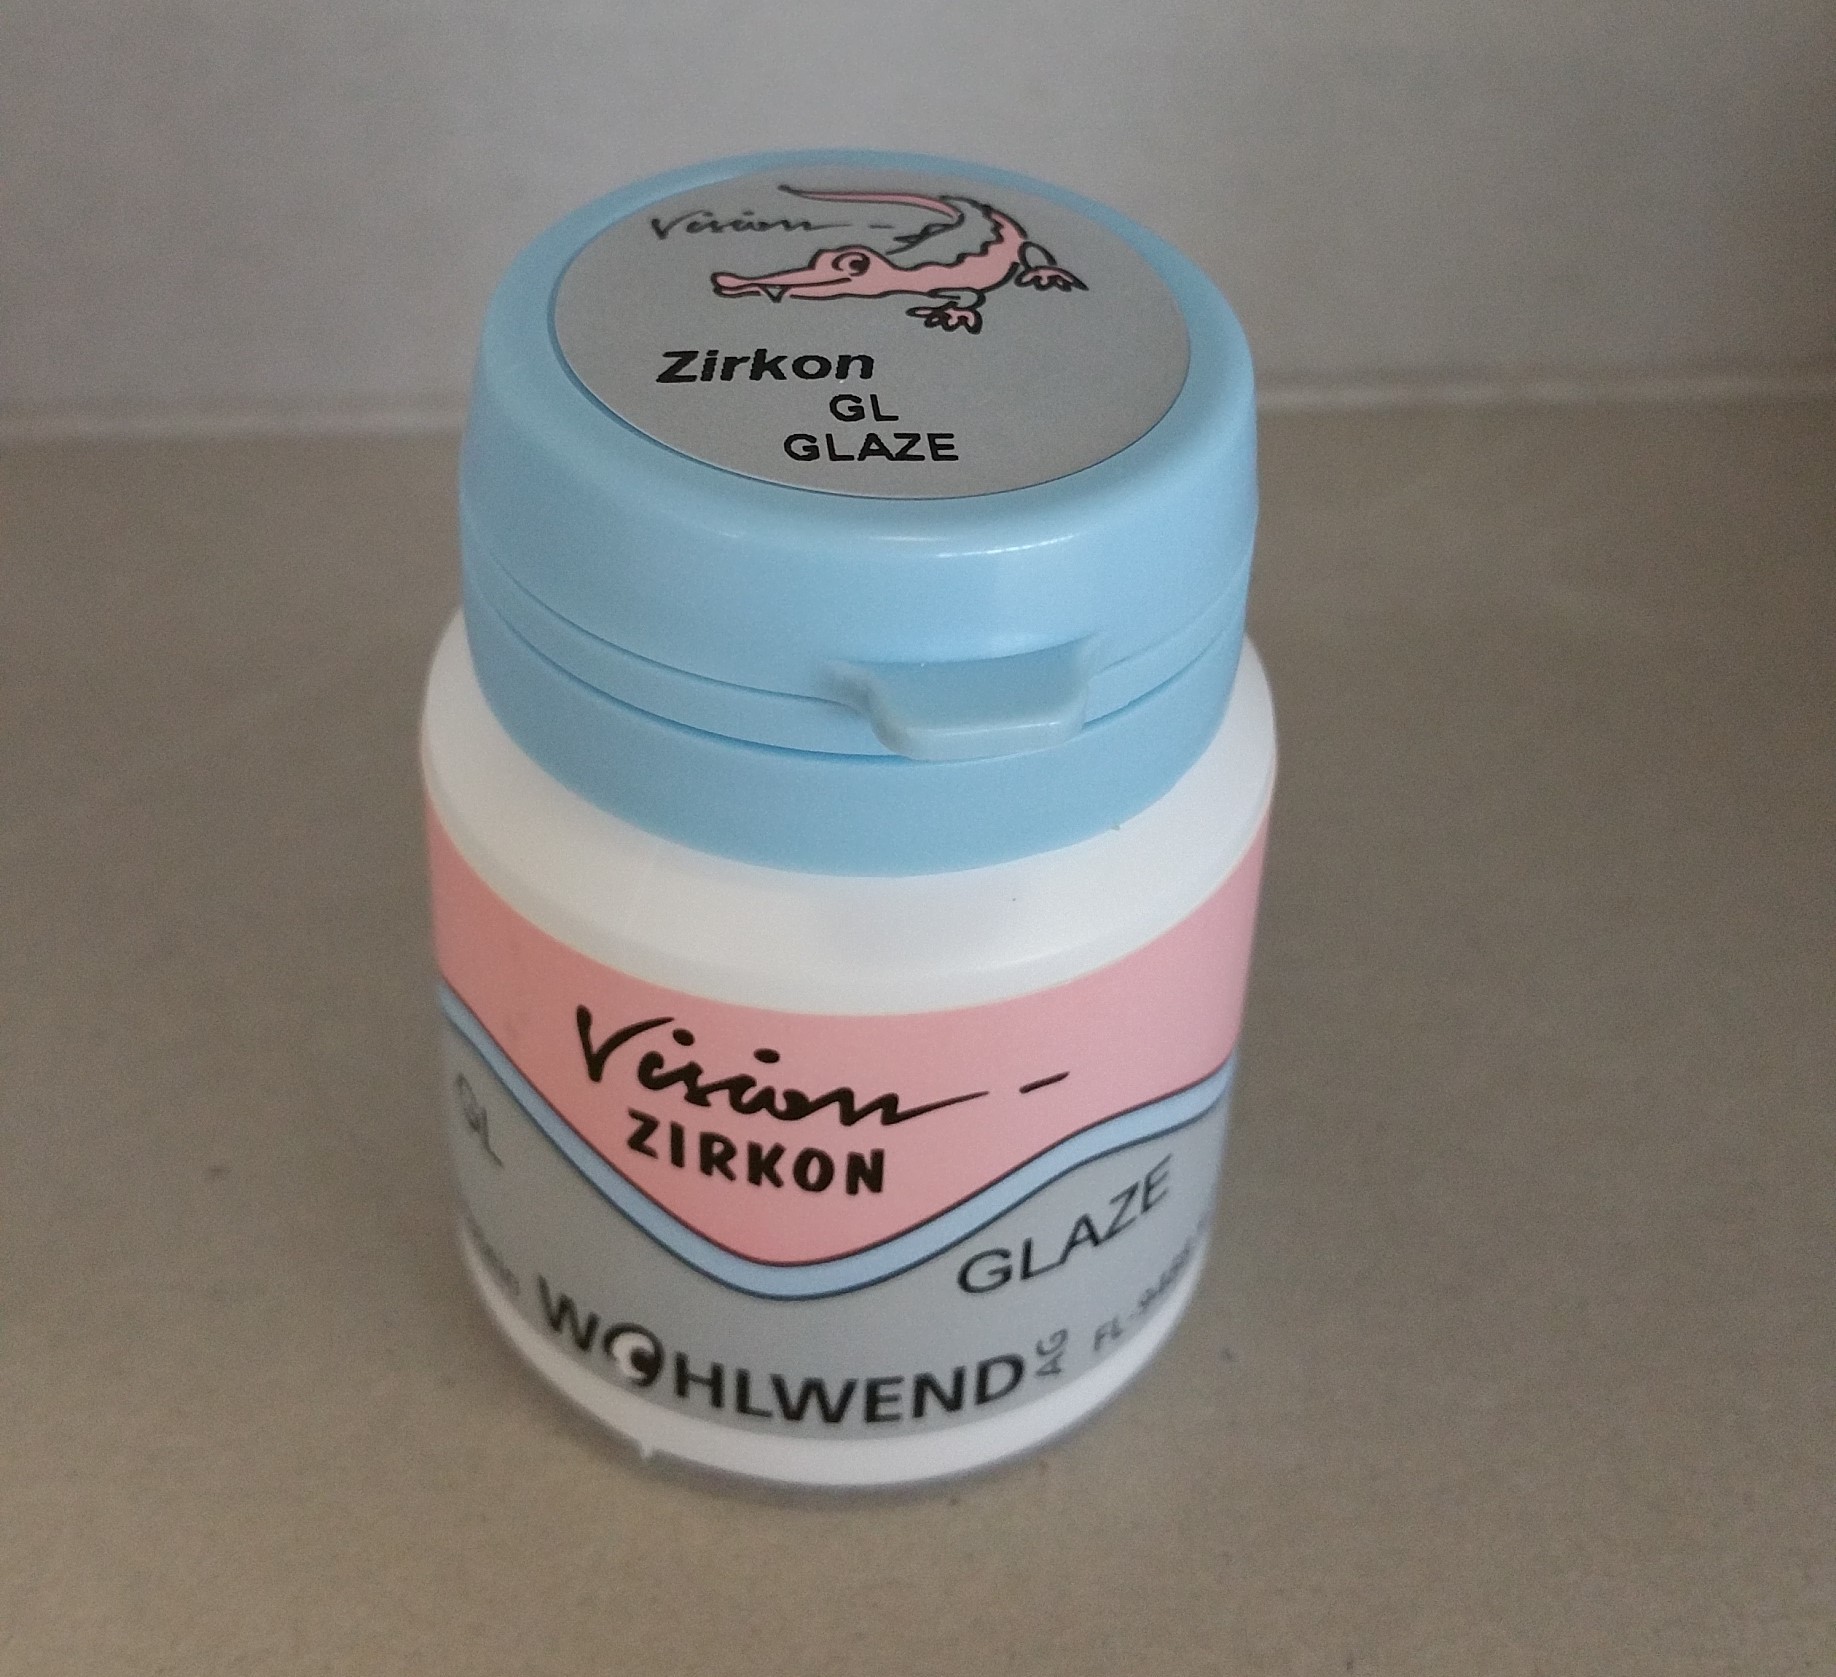 Vision -
Zirkon
GL
GLAZE
Vision -
ZIRKON
GL
GLAZE
WOHLWEND AG